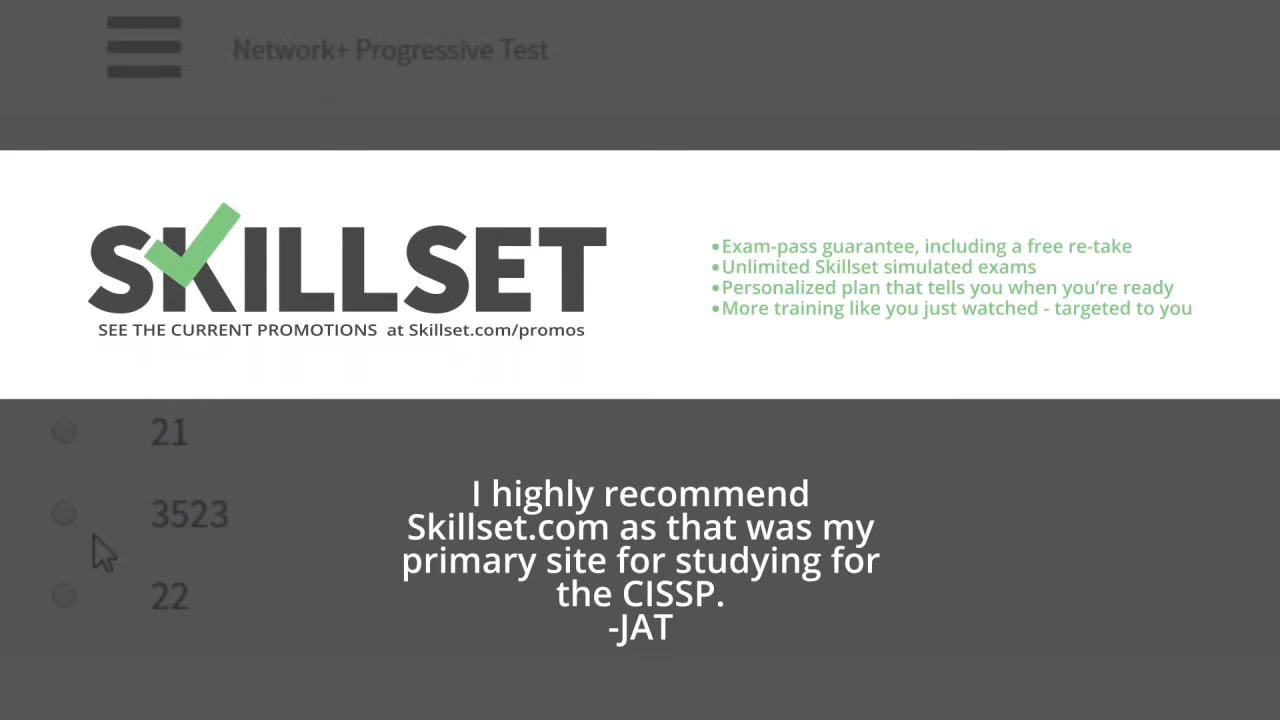 Network+ Progressive Test
SKILLSET
SEE THE CURRENT PROMOTIONS at Skillset.com/promos
•Exam-pass guarantee, including a free re-take
•Unlimited Skillset simulated exams
•Personalized plan that tells you when you’re ready
•More training like you just watched - targeted to you
21
3523
22
I highly recommend
Skillset.com as that was my
primary site for studying for
the CISSP.
-JAT